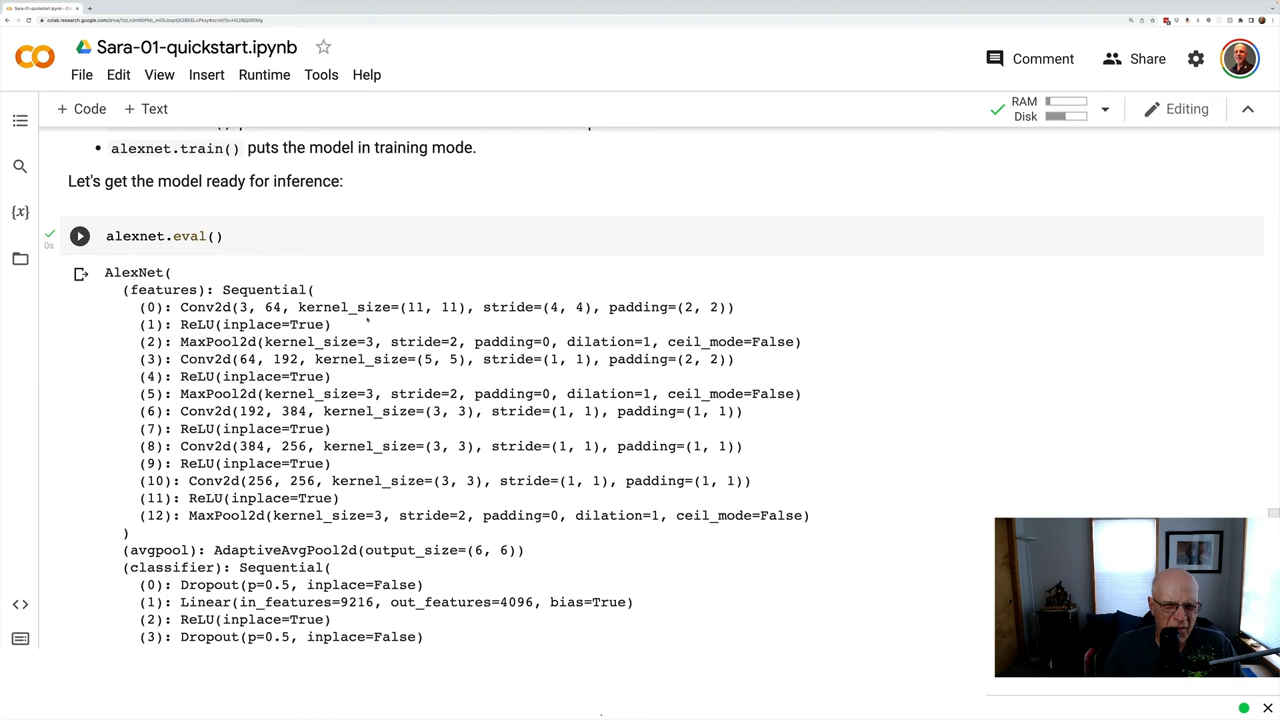 Sara-01-quickstart.ipynb
File Edit View Insert Runtime Tools Help
Comment
Share
+ Code + Text
RAM
Disk
Editing
• alexnet.train() puts the model in training mode.
Let's get the model ready for inference:
0s
alexnet.eval()
AlexNet(
(features): Sequential(
(0): Conv2d(3, 64, kernel_size=(11, 11), stride=(4, 4), padding=(2, 2))
(1): ReLU(inplace=True)
(2): MaxPool2d(kernel_size=3, stride=2, padding=0, dilation=1, ceil_mode=False)
(3): Conv2d(64, 192, kernel_size=(5, 5), stride=(1, 1), padding=(2, 2))
(4): ReLU(inplace=True)
(5): MaxPool2d(kernel_size=3, stride=2, padding=0, dilation=1, ceil_mode=False)
(6): Conv2d(192, 384, kernel_size=(3, 3), stride=(1, 1), padding=(1, 1))
(7): ReLU(inplace=True)
(8): Conv2d(384, 256, kernel_size=(3, 3), stride=(1, 1), padding=(1, 1))
(9): ReLU(inplace=True)
(10): Conv2d(256, 256, kernel_size=(3, 3), stride=(1, 1), padding=(1, 1))
(11): ReLU(inplace=True)
(12): MaxPool2d(kernel_size=3, stride=2, padding=0, dilation=1, ceil_mode=False)
)
(avgpool): AdaptiveAvgPool2d(output_size=(6, 6))
(classifier): Sequential(
(0): Dropout(p=0.5, inplace=False)
(1): Linear(in_features=9216, out_features=4096, bias=True)
(2): ReLU(inplace=True)
(3): Dropout(p=0.5, inplace=False)